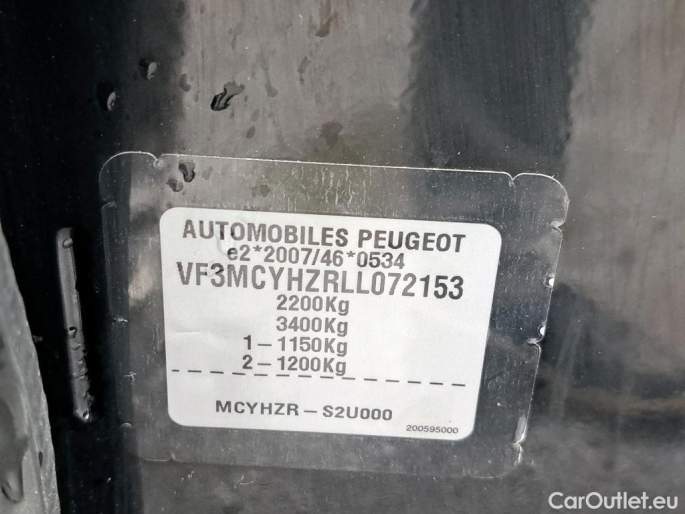 AUTOMOBILES PEUGEOT
e2*2007/46*0534
VF3MCYHZRLL072153
2200Kg
3400Kg
1-1150Kg
2-1200Kg
MCYHZR-S2U000
200595000
CarOutlet.eu